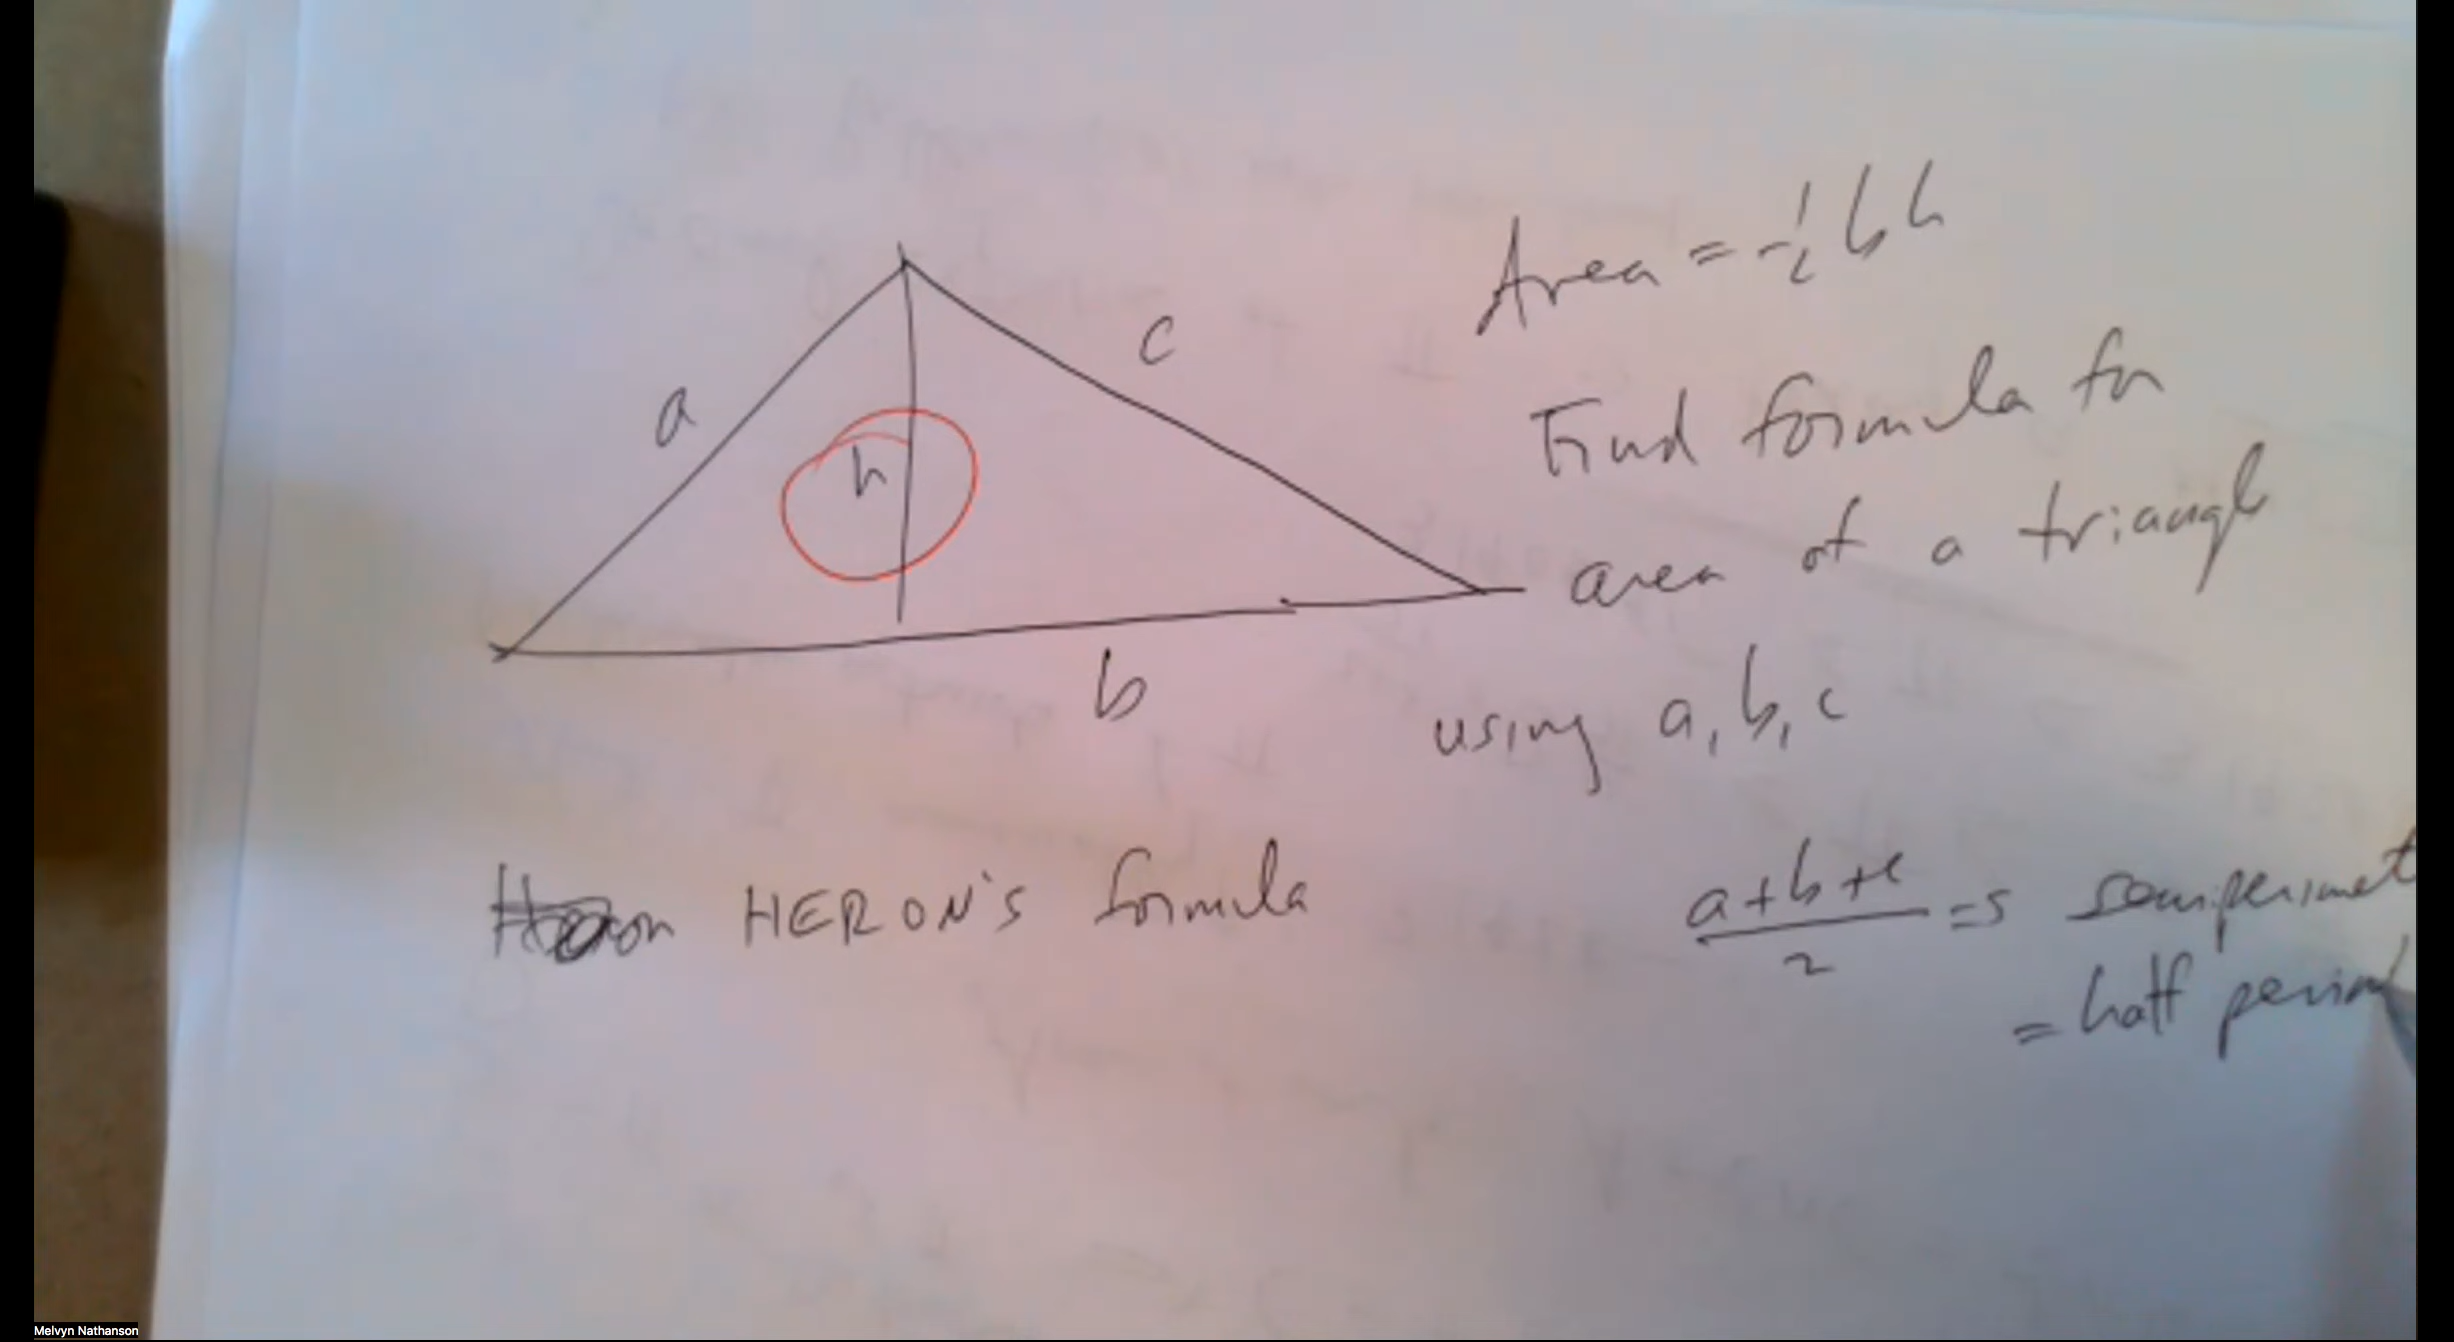 Area = 1/2 bh
a
c
h
b
Find formula for
area of a triangle
using a, b, c
HERON'S formula
a+b+c
2
=s semiperimet
= half perim
Melvyn Nathanson